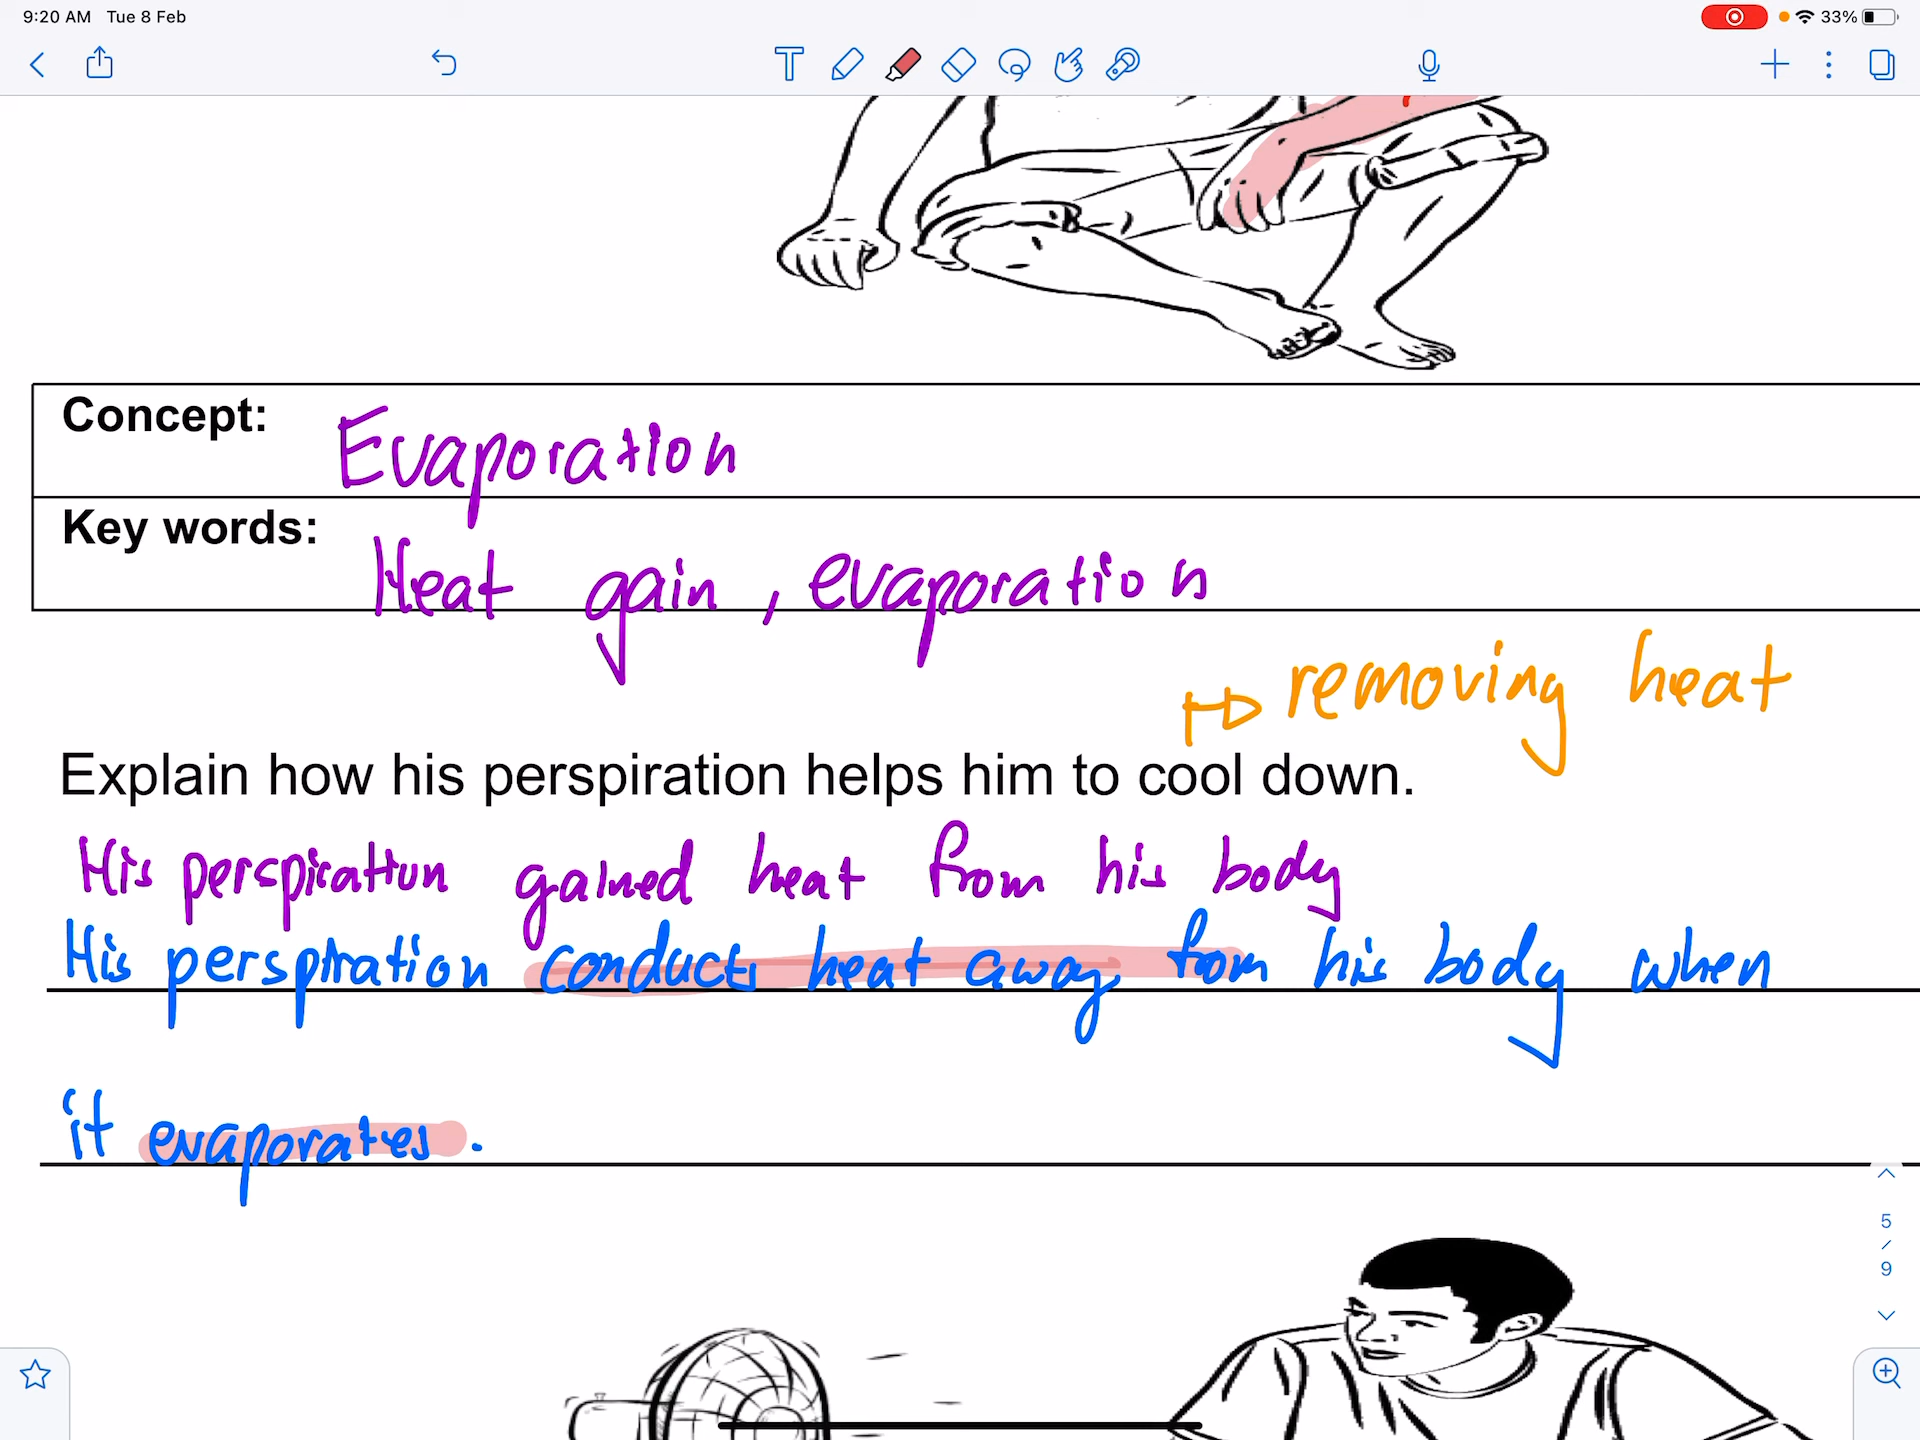 9:20 AM Tue 8 Feb 33%
T
Concept: Evaporation
Key words: Heat gain, evaporation
removing heat
Explain how his perspiration helps him to cool down.
His perspiration gained heat from his body
His perspiration conducts heat away from his body when
it evaporates.
5
/
9